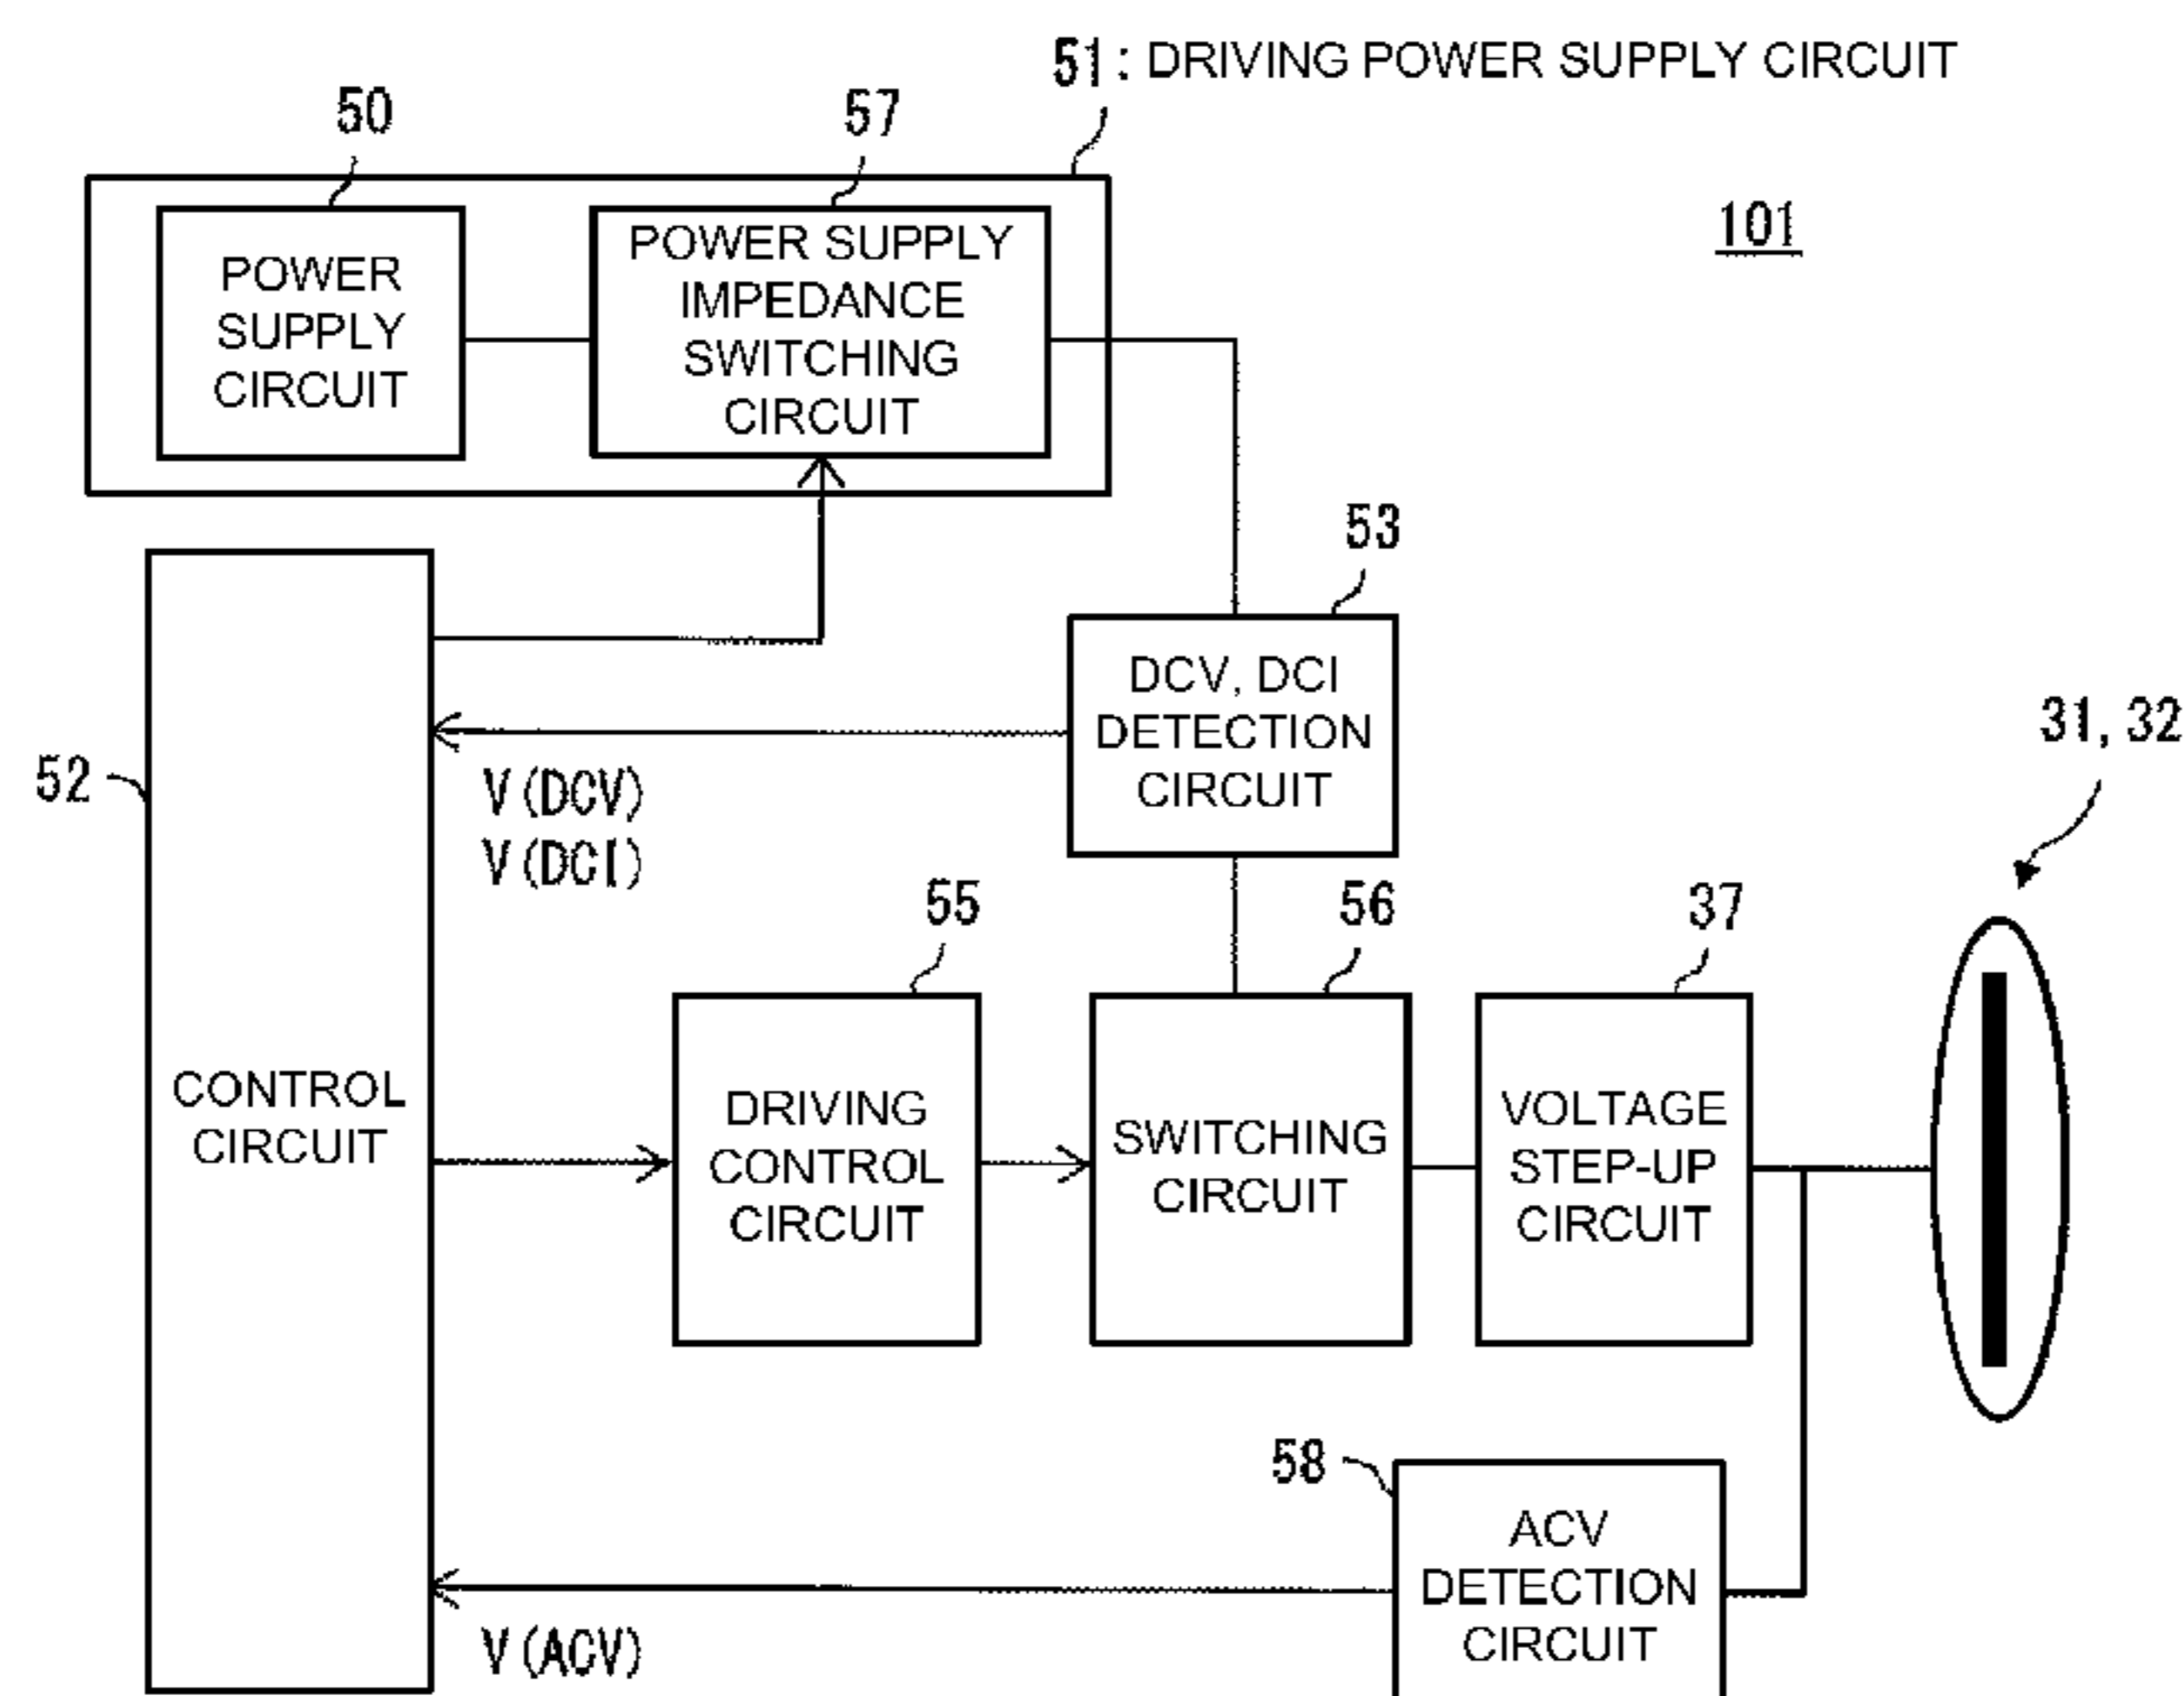 51: DRIVING POWER SUPPLY CIRCUIT
50
57
101
POWER
SUPPLY
CIRCUIT
POWER SUPPLY
IMPEDANCE
SWITCHING
CIRCUIT
53
DCV, DCI
DETECTION
CIRCUIT
31, 32
52
V (DCV)
V (DCI)
55
56
37
CONTROL
CIRCUIT
DRIVING
CONTROL
CIRCUIT
SWITCHING
CIRCUIT
VOLTAGE
STEP-UP
CIRCUIT
58
ACV
DETECTION
CIRCUIT
V (ACV)